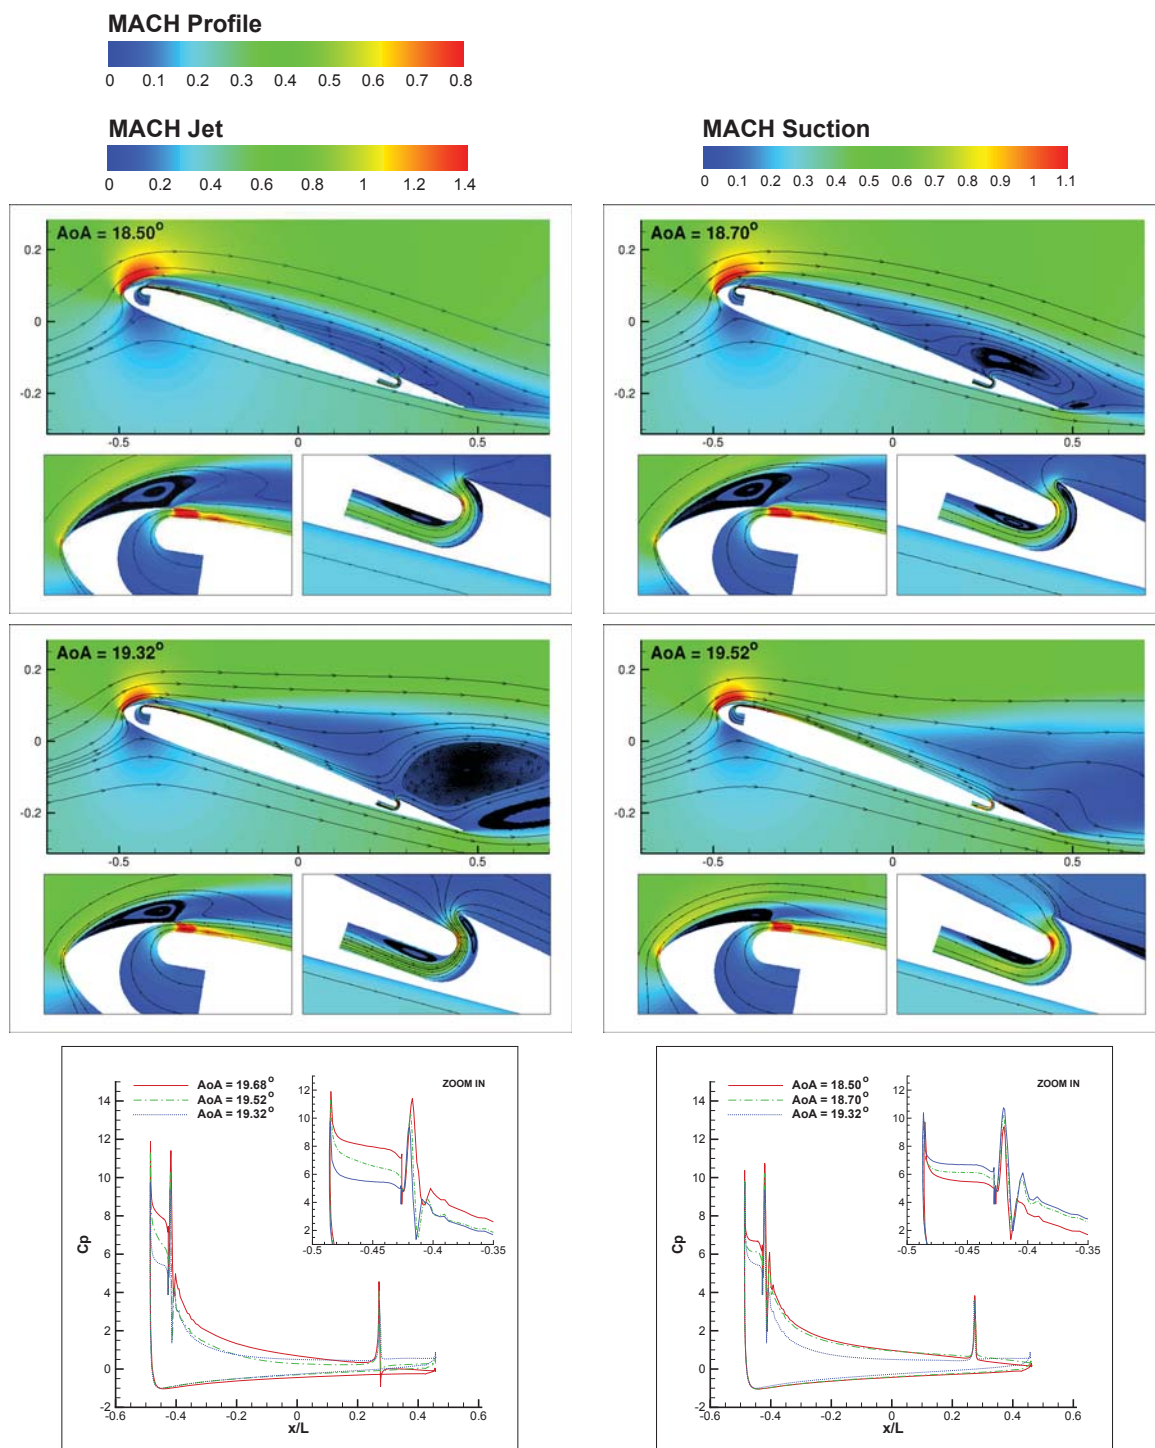 MACH Profile
0 0.1 0.2 0.3 0.4 0.5 0.6 0.7 0.8
MACH Jet
0 0.2 0.4 0.6 0.8 1 1.2 1.4
MACH Suction
0 0.1 0.2 0.3 0.4 0.5 0.6 0.7 0.8 0.9 1 1.1
AoA = 18.50°
0.2
0
-0.2
-0.5 0 0.5
AoA = 18.70°
0.2
0
-0.2
-0.5 0 0.5
AoA = 19.32°
0.2
0
-0.2
-0.5 0 0.5
AoA = 19.52°
0.2
0
-0.2
-0.5 0 0.5
AoA = 19.68°
AoA = 19.52°
AoA = 19.32°
ZOOM IN
12
10
8
6
4
2
-0.5 -0.45 -0.4 -0.35
14
12
10
8
6
4
2
0
-2
Cp
-0.6 -0.4 -0.2 0 0.2 0.4 0.6
x/L
AoA = 18.50°
AoA = 18.70°
AoA = 19.32°
ZOOM IN
12
10
8
6
4
2
-0.5 -0.45 -0.4 -0.35
14
12
10
8
6
4
2
0
-2
Cp
-0.6 -0.4 -0.2 0 0.2 0.4 0.6
x/L